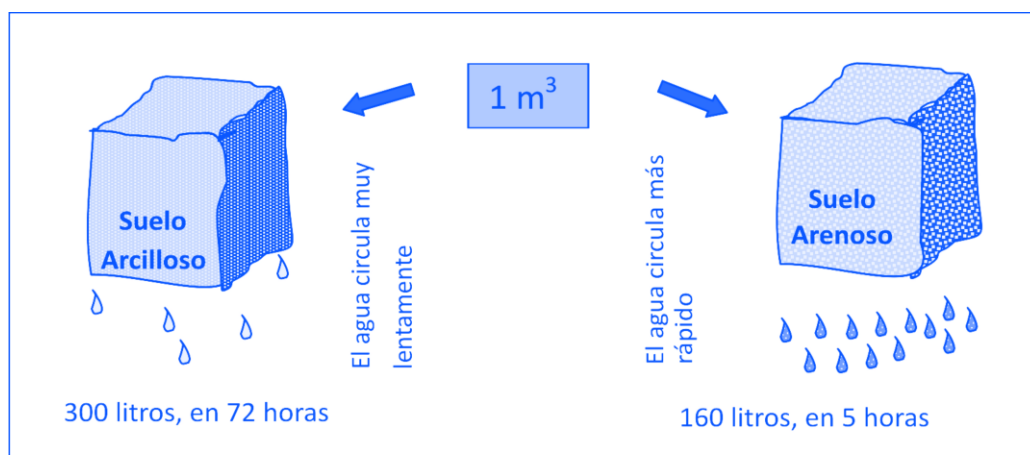 1 m³
Suelo
Arcilloso
El agua circula muy
lentamente
300 litros, en 72 horas
El agua circula más
rápido
Suelo
Arenoso
160 litros, en 5 horas